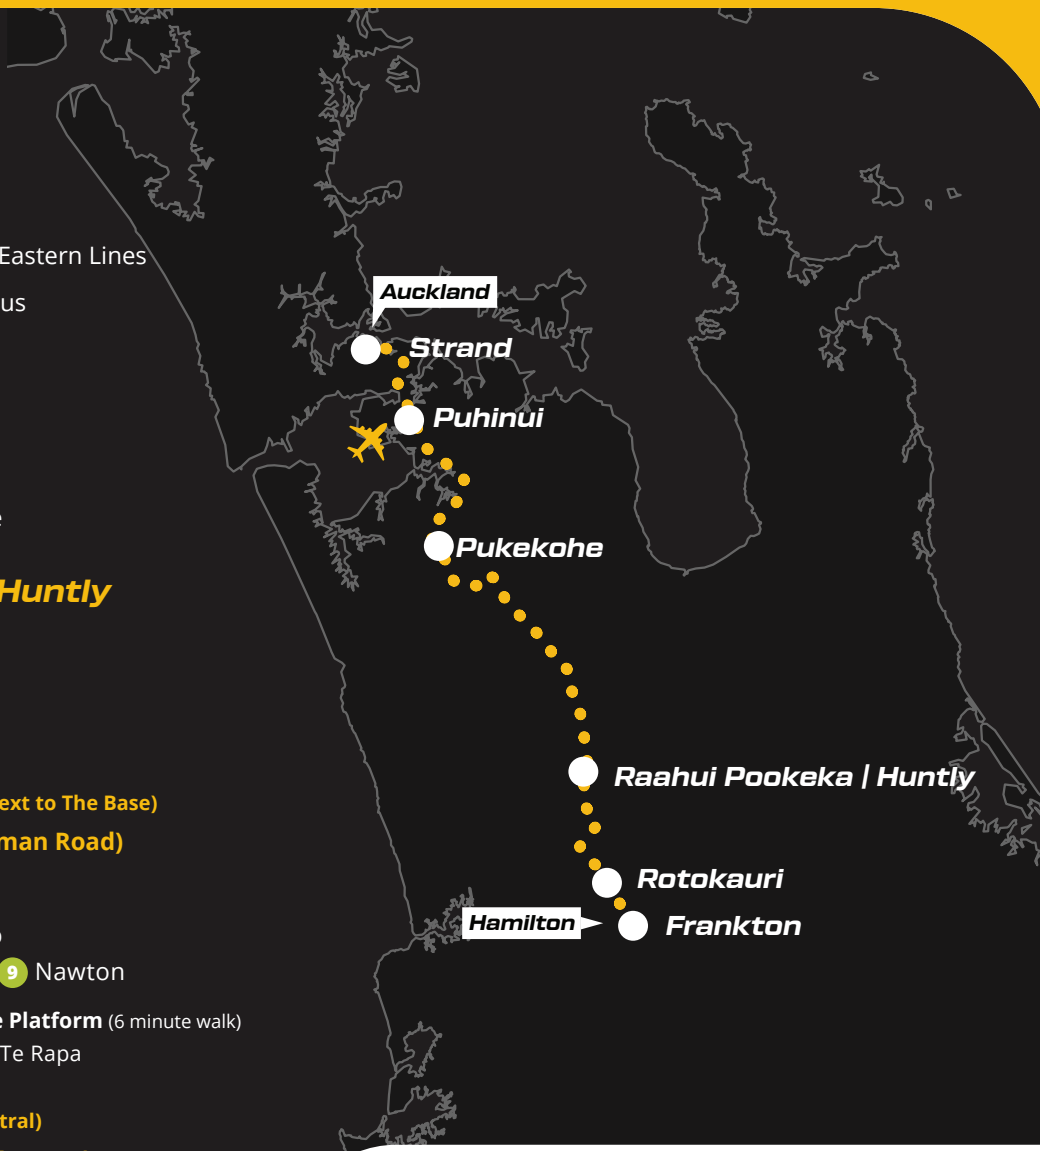 Eastern Lines
us
Huntly
ext to The Base)
man Road)
9 Nawton
e Platform (6 minute walk)
Te Rapa
tral)
Auckland
Strand
Puhinui
Pukekohe
Raahui Pookeka | Huntly
Rotokauri
Hamilton
Frankton